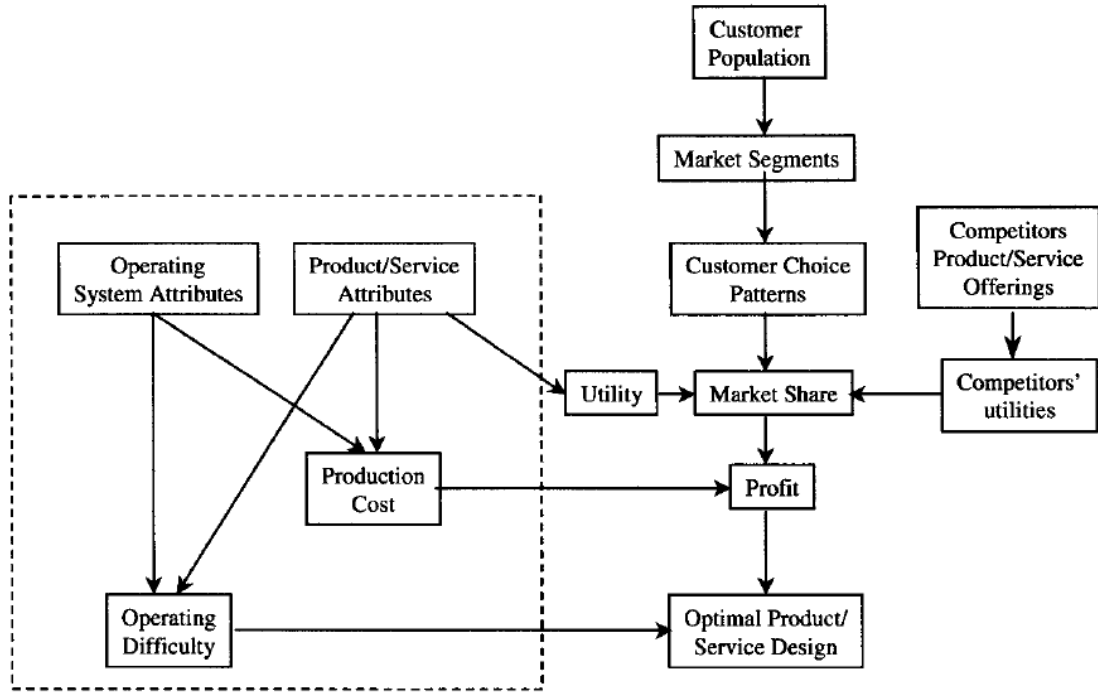 Customer
Population
Market Segments
Operating
System Attributes
Product/Service
Attributes
Customer Choice
Patterns
Competitors
Product/Service
Offerings
Utility
Market Share
Competitors’
utilities
Production
Cost
Profit
Operating
Difficulty
Optimal Product/
Service Design